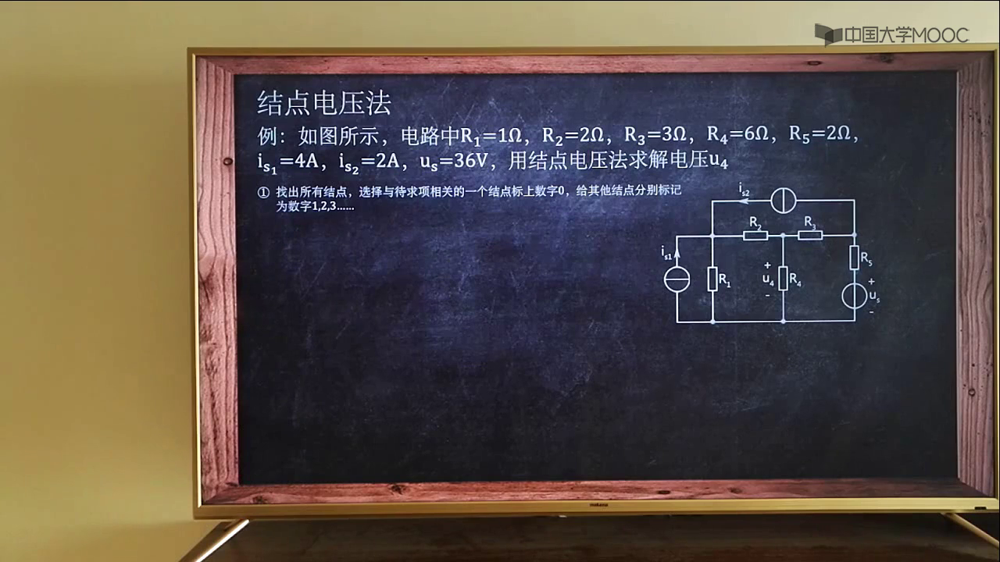 中国大学MOOC
结点电压法
例：如图所示，电路中R₁=1Ω，R₂=2Ω，R₃=3Ω，R₄=6Ω，R₅=2Ω，
iₛ₁=4A，iₛ₂=2A，uₛ=36V，用结点电压法求解电压u₄
① 找出所有结点，选择与待求项相关的一个结点标上数字0，给其他结点分别标记
为数字1,2,3……
iₛ₂
R₂
R₃
iₛ₁
R₁
+
u₄
-
R₄
R₅
+
uₛ
-